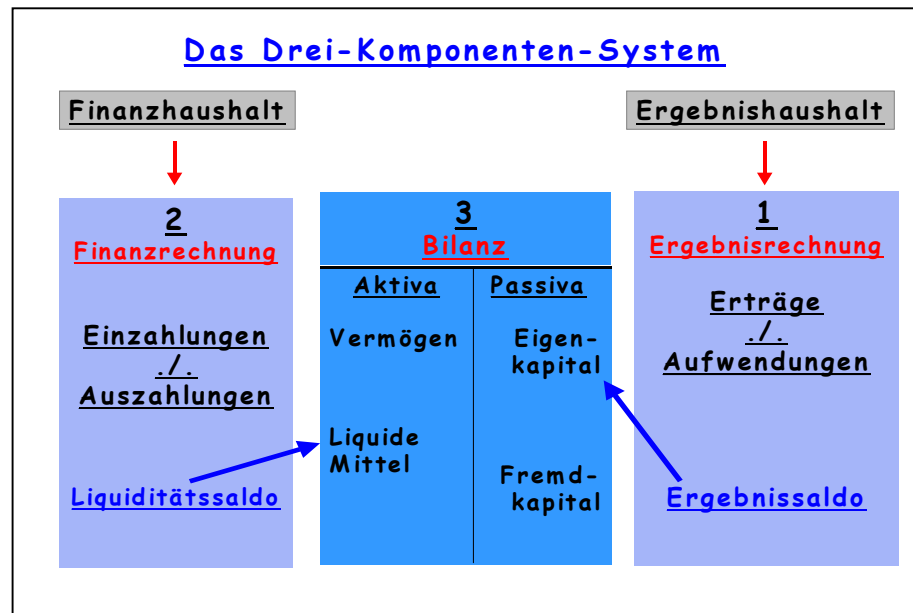 Das Drei-Komponenten-System
Finanzhaushalt
Ergebnishaushalt
2
Finanzrechnung
Einzahlungen
./.
Auszahlungen
Liquiditätssaldo
3
Bilanz
Aktiva
Vermögen
Liquide
Mittel
Passiva
Eigen-
kapital
Fremd-
kapital
1
Ergebnisrechnung
Erträge
./.
Aufwendungen
Ergebnissaldo